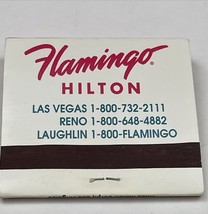 Flamingo
HILTON
LAS VEGAS 1-800-732-2111
RENO 1-800-648-4882
LAUGHLIN 1-800-FLAMINGO